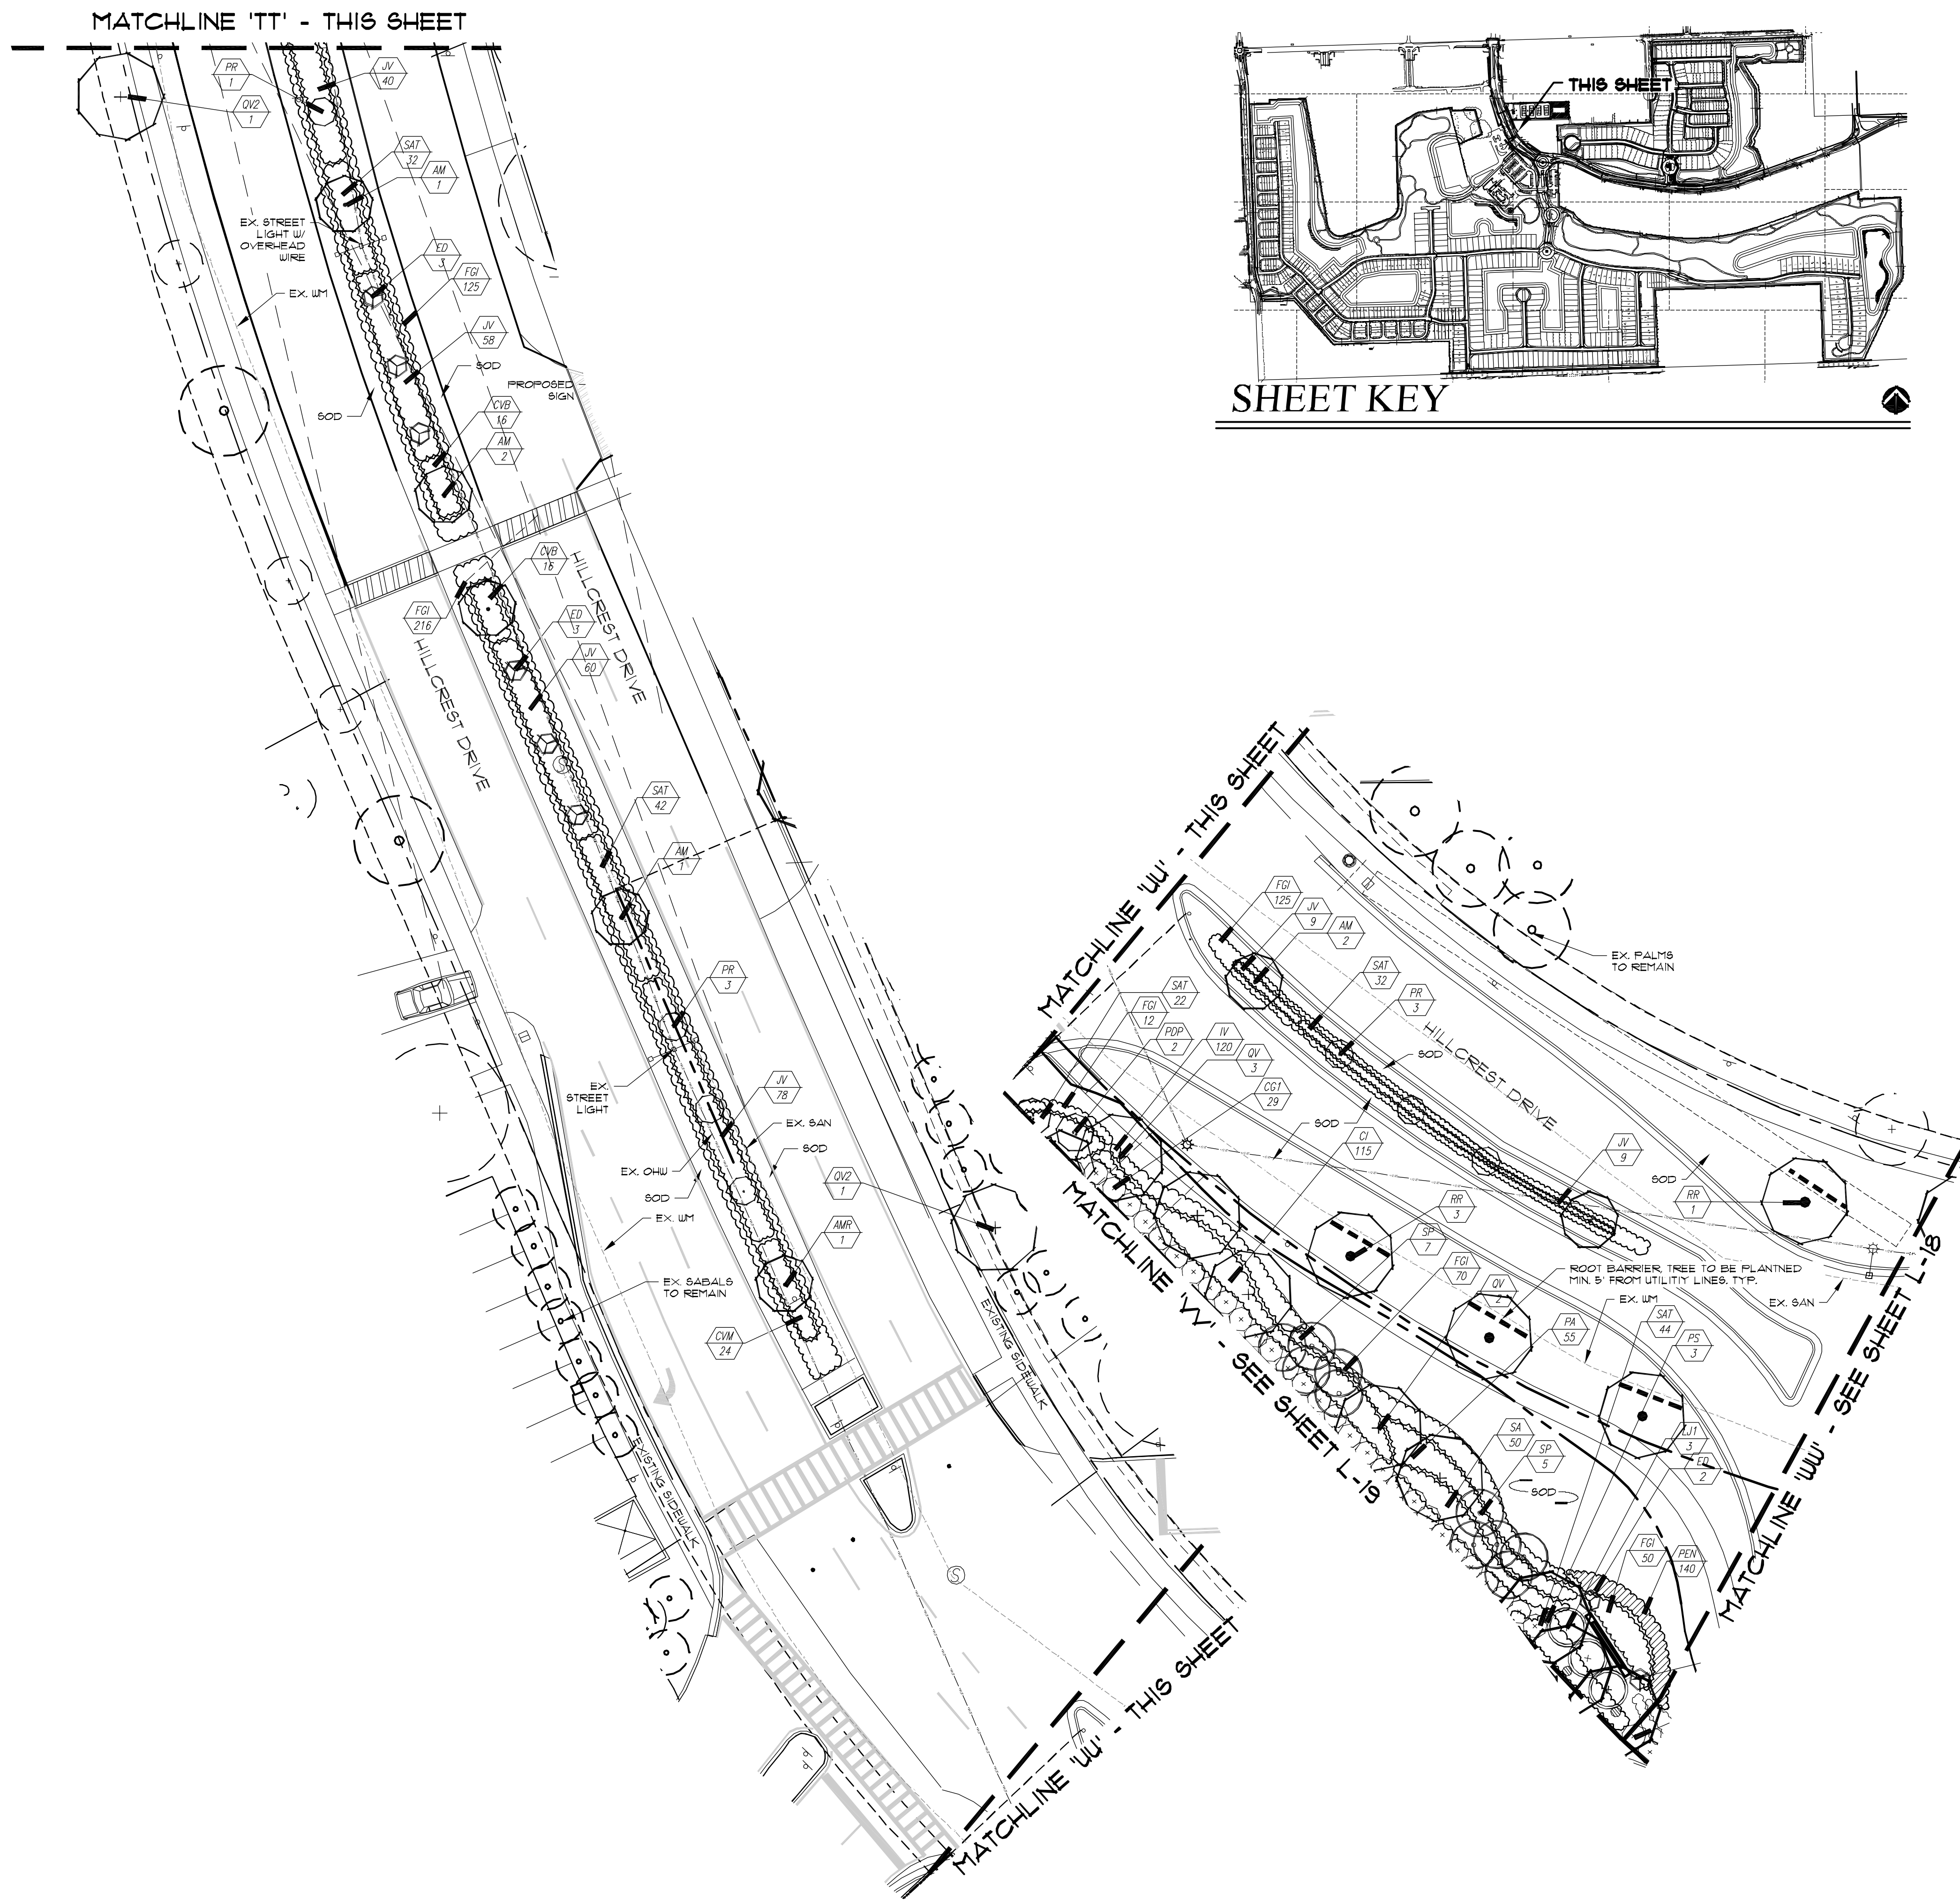 MATCHLINE 'TT' - THIS SHEET
PR
1
JV
40
QV2
1
SAT
32
AM
1
EX. STREET
LIGHT W/
OVERHEAD
WIRE
ED
3
FGI
125
EX. WM
JV
58
SOD
PROPOSED
SIGN
SOD
CVB
16
AM
2
CVB
16
HILLCREST DRIVE
FGI
216
ED
3
HILLCREST DRIVE
JV
60
SAT
42
AM
1
PR
3
EX.
STREET
LIGHT
JV
78
EX. SAN
SOD
EX. OHW
SOD
QV2
1
EX. WM
AMR
1
EX. SABALS
TO REMAIN
CVM
24
EXISTING SIDEWALK
EXISTING SIDEWALK
S
S
MATCHLINE 'UU' - THIS SHEET
THIS SHEET
SHEET KEY
MATCHLINE 'UU' - THIS SHEET
FGI
125
JV
9
AM
2
EX. PALMS
TO REMAIN
SAT
32
SAT
22
FGI
12
PDP
2
PR
3
IV
120
QV
3
SOD
HILLCREST DRIVE
CG1
29
SOD
CI
115
JV
9
SOD
RR
1
MATCHLINE 'VV' - SEE SHEET L-19
RR
3
SP
7
FGI
70
ROOT BARRIER, TREE TO BE PLANTNED
MIN. 5' FROM UTILITIY LINES. TYP.
QV
2
EX. WM
EX. SAN
PA
55
SAT
44
PS
3
SA
50
SP
5
LJ1
3
ED
2
SOD
FGI
50
PEN
140
MATCHLINE 'WW' - SEE SHEET L-18